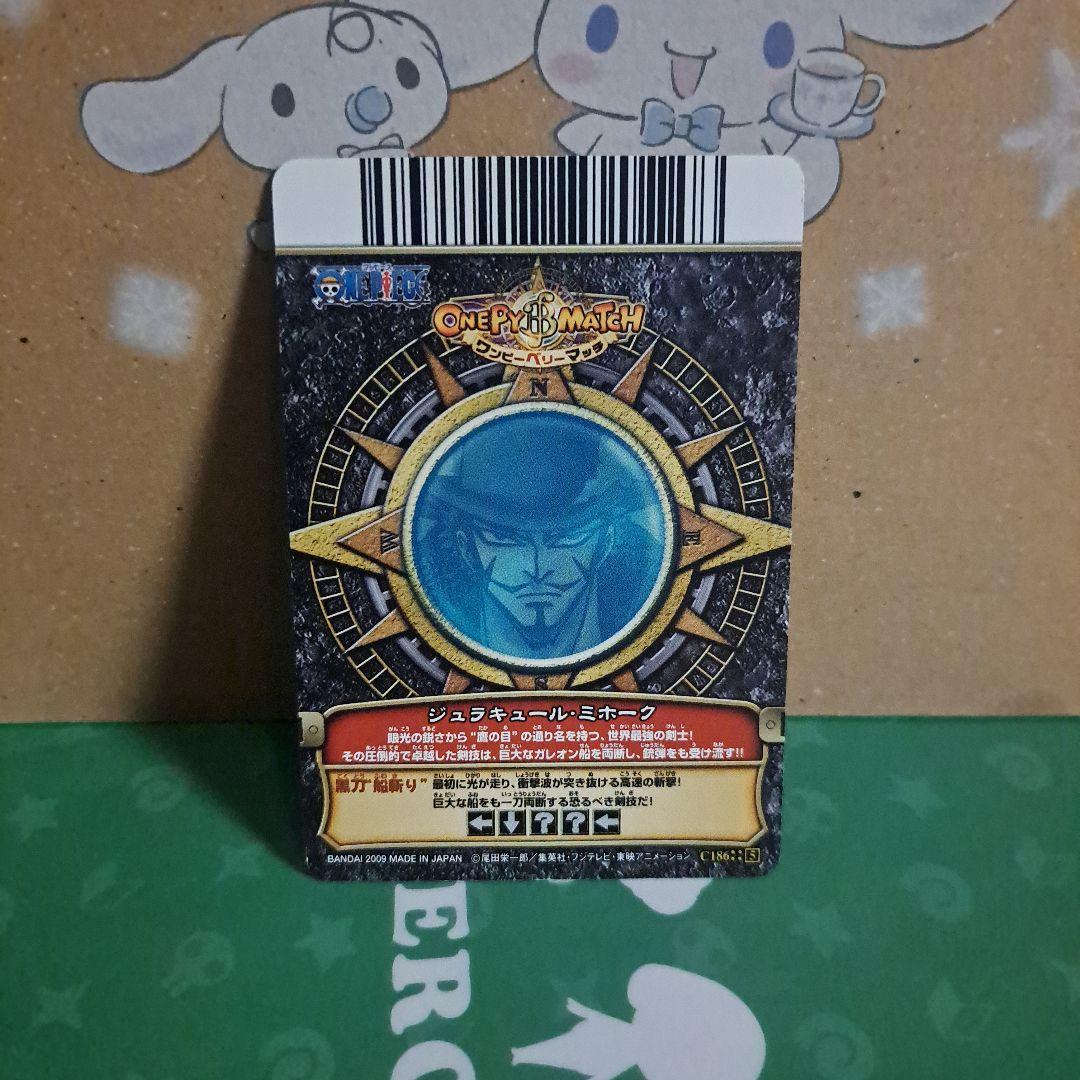 ワンピース
ONE PIECE
ONEPY B MATCH
ワンピーベリーマッチ
N
W
E
S
ジュラキュール・ミホーク
眼光の鋭さから"鷹の目"の通り名を持つ、世界最強の剣士!
その圧倒的で卓越した剣技は、巨大なガレオン船を両断し、銃弾をも受け流す!!
黒刀"船斬り" 最初に光が走り、衝撃波が突き抜ける高速の斬撃!
巨大な船をも一刀両断する恐るべき剣技だ!
← ↓ ? ? ←
BANDAI 2009 MADE IN JAPAN ©尾田栄一郎/集英社・フジテレビ・東映アニメーション C186 5
ERO